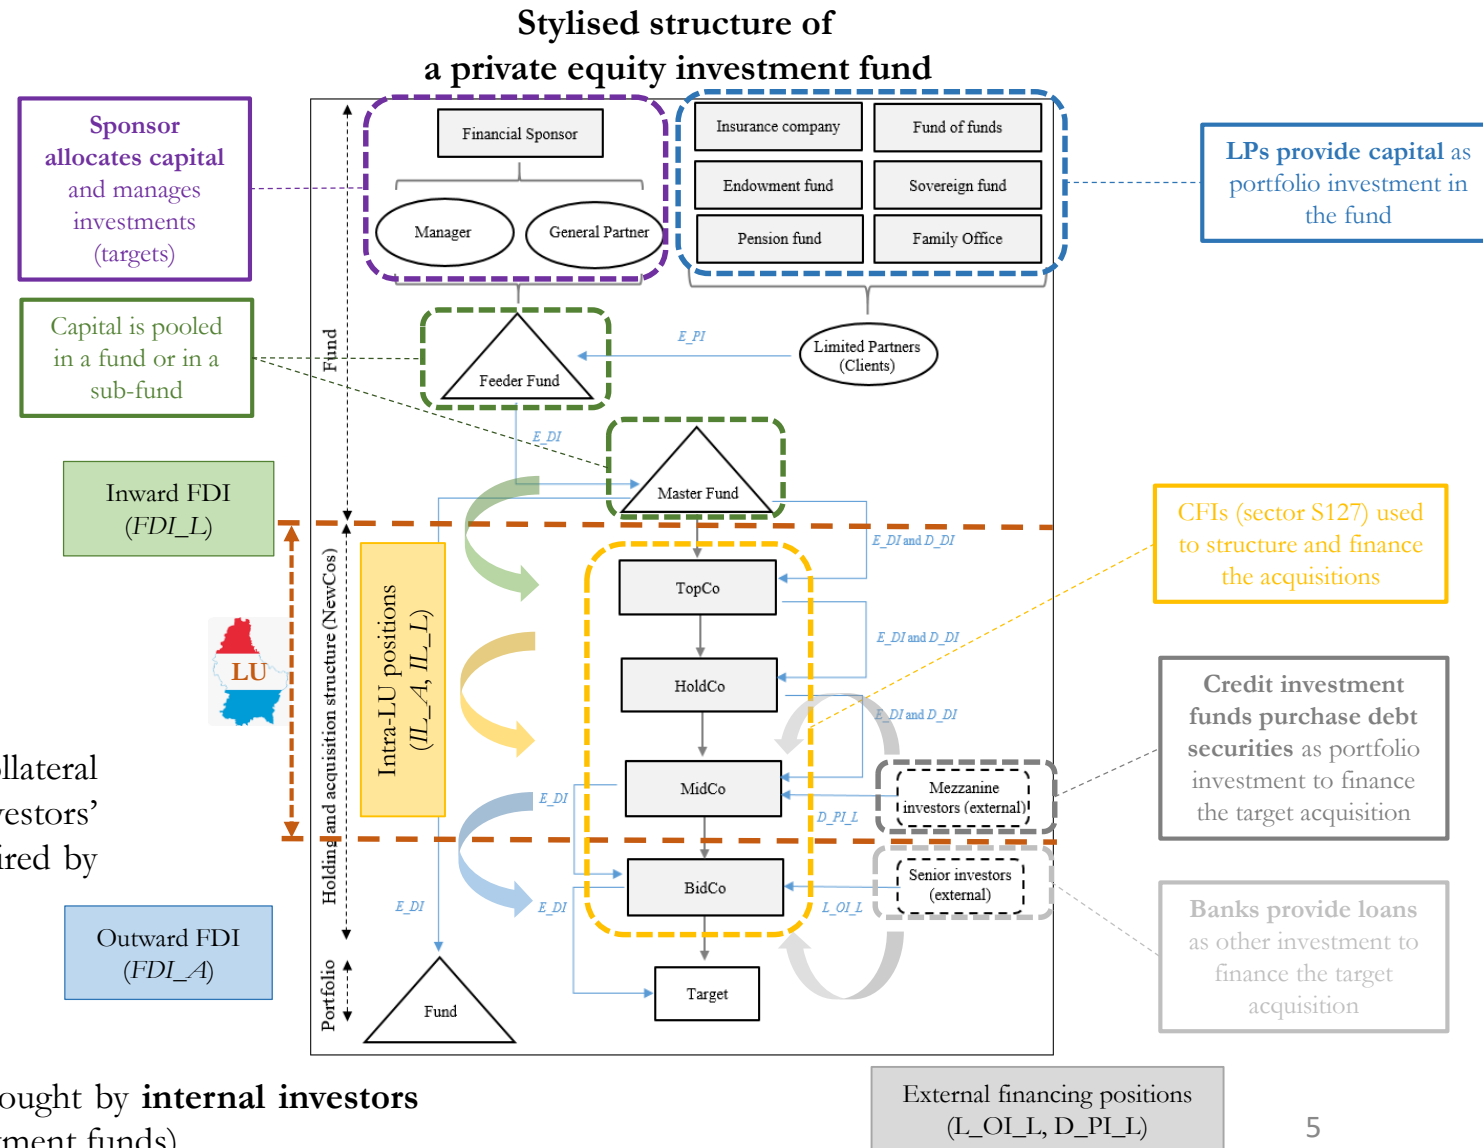 Stylised structure of
a private equity investment fund
Sponsor
allocates capital
and manages
investments
(targets)
Financial Sponsor
Manager
General Partner
Insurance company
Fund of funds
Endowment fund
Sovereign fund
Pension fund
Family Office
LPs provide capital as
portfolio investment in
the fund
Capital is pooled
in a fund or in a
sub-fund
Fund
Feeder Fund
E_PI
Limited Partners
(Clients)
E_DI
Master Fund
Inward FDI
(FDI_L)
CFIs (sector S127) used
to structure and finance
the acquisitions
E_DI and D_DI
TopCo
E_DI and D_DI
HoldCo
E_DI and D_DI
LU
Holding and acquisition structure (NewCos)
Intra-LU positions
(IL_A, IL_L)
Credit investment
funds purchase debt
securities as portfolio
investment to finance
the target acquisition
MidCo
Mezzanine
investors (external)
E_DI
D_PI_L
ollateral
vestors’
ired by
BidCo
Senior investors
(external)
E_DI
E_DI
L_OI_L
Banks provide loans
as other investment to
finance the target
acquisition
Outward FDI
(FDI_A)
Portfolio
Fund
Target
ought by internal investors
tment funds)
External financing positions
(L_OI_L, D_PI_L)
5